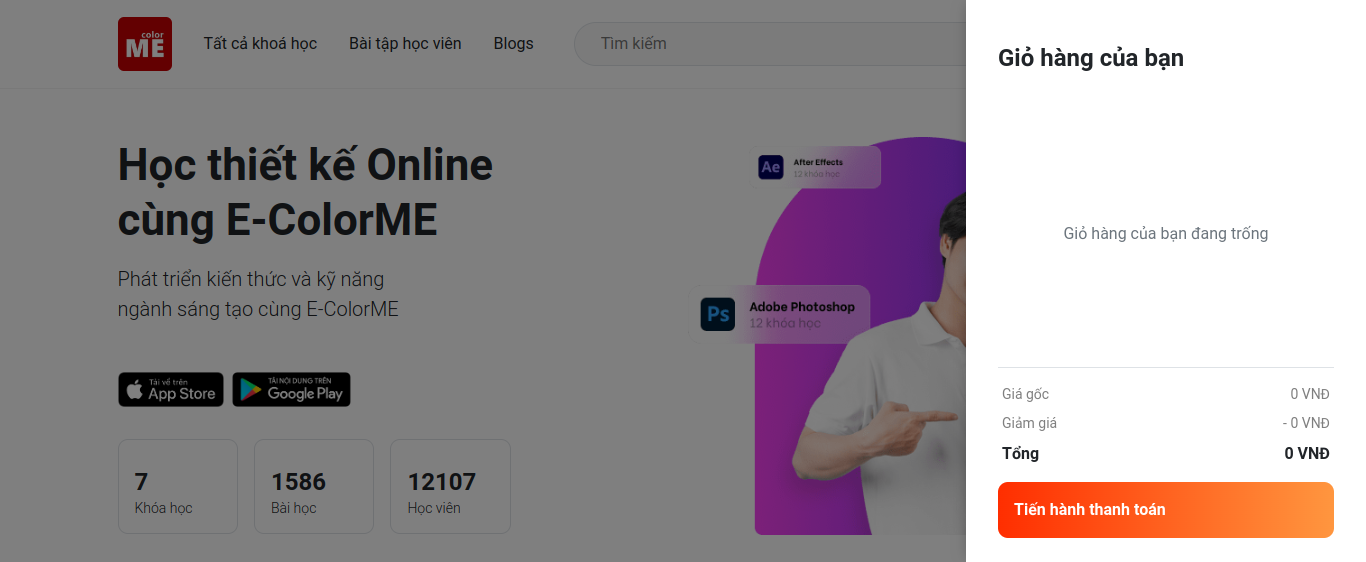 color
ME
Tất cả khoá học
Bài tập học viên
Blogs
Tìm kiếm
Học thiết kế Online
cùng E-ColorME
Phát triển kiến thức và kỹ năng
ngành sáng tạo cùng E-ColorME
Tải về trên
App Store
TẢI NỘI DUNG TRÊN
Google Play
7
Khóa học
1586
Bài học
12107
Học viên
Ae
After Effects
12 khóa học
Ps
Adobe Photoshop
12 khóa học
Giỏ hàng của bạn
Giỏ hàng của bạn đang trống
Giá gốc 0 VNĐ
Giảm giá - 0 VNĐ
Tổng 0 VNĐ
Tiến hành thanh toán